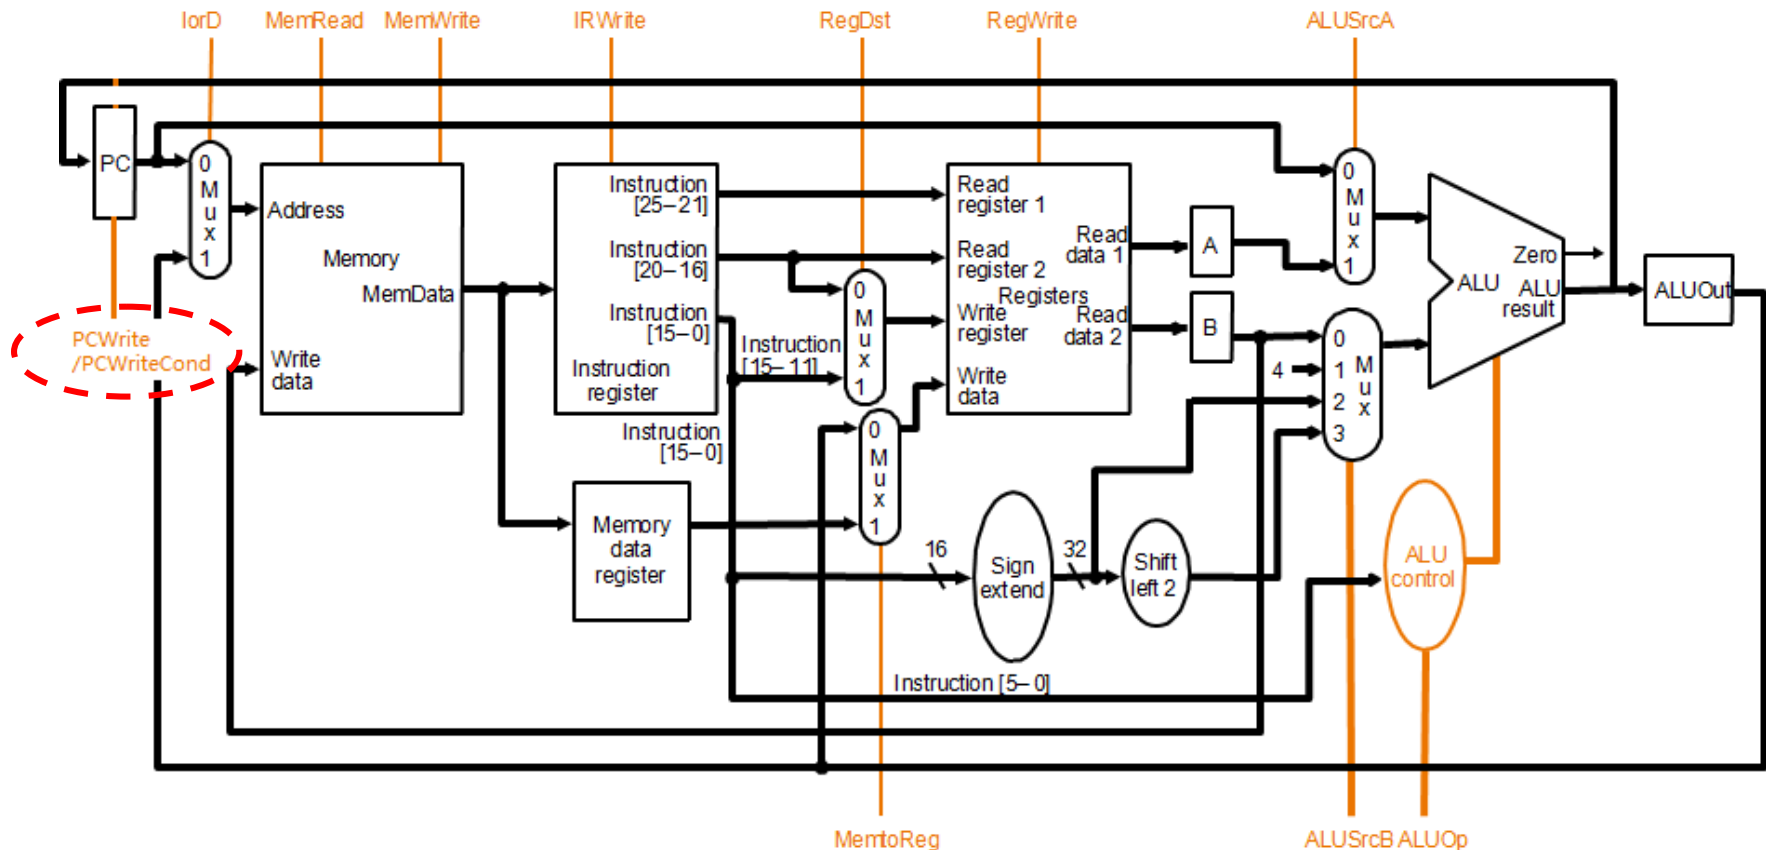 IorD
MemRead
MemWrite
IRWrite
RegDst
RegWrite
ALUSrcA
PC
0
M
u
x
1
Address
Memory
MemData
Write
data
PCWrite
/PCWriteCond
Instruction
[25–21]
Instruction
[20–16]
Instruction
[15–0]
Instruction
register
Instruction
[15–11]
Instruction
[15–0]
0
M
u
x
1
0
M
u
x
1
Memory
data
register
Read
register 1
Read
register 2
Registers
Write
register
Write
data
Read
data 1
Read
data 2
A
B
0
M
u
x
1
4
0
1
2
3
M
u
x
Zero
ALU
ALU
result
ALUOut
16
Sign
extend
32
Shift
left 2
ALU
control
Instruction [5–0]
MemtoReg
ALUSrcB
ALUOp